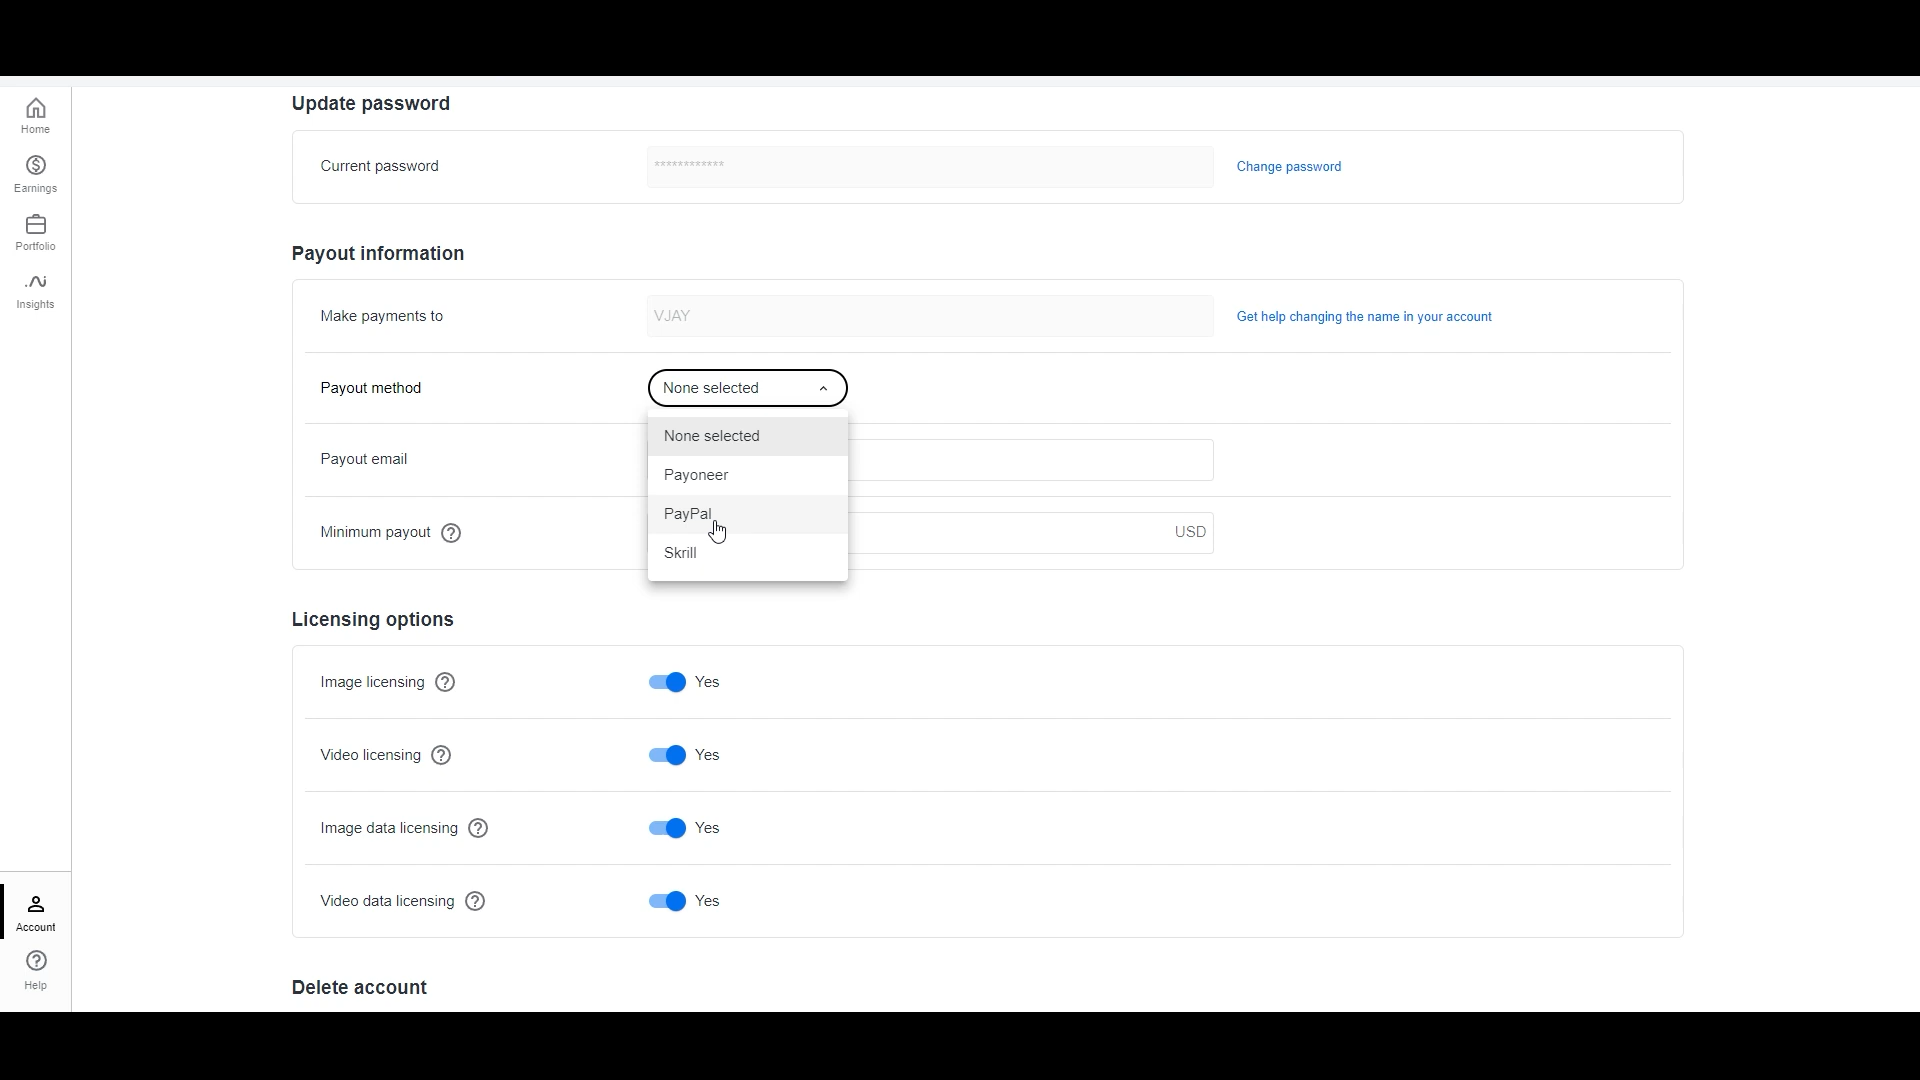 Home
Earnings
Portfolio
Insights
Account
Help
Update password
Current password ************ Change password
Payout information
Make payments to VJAY Get help changing the name in your account
Payout method None selected
None selected
Payoneer
PayPal
Skrill
Payout email
Minimum payout ? USD
Licensing options
Image licensing ? Yes
Video licensing ? Yes
Image data licensing ? Yes
Video data licensing ? Yes
Delete account